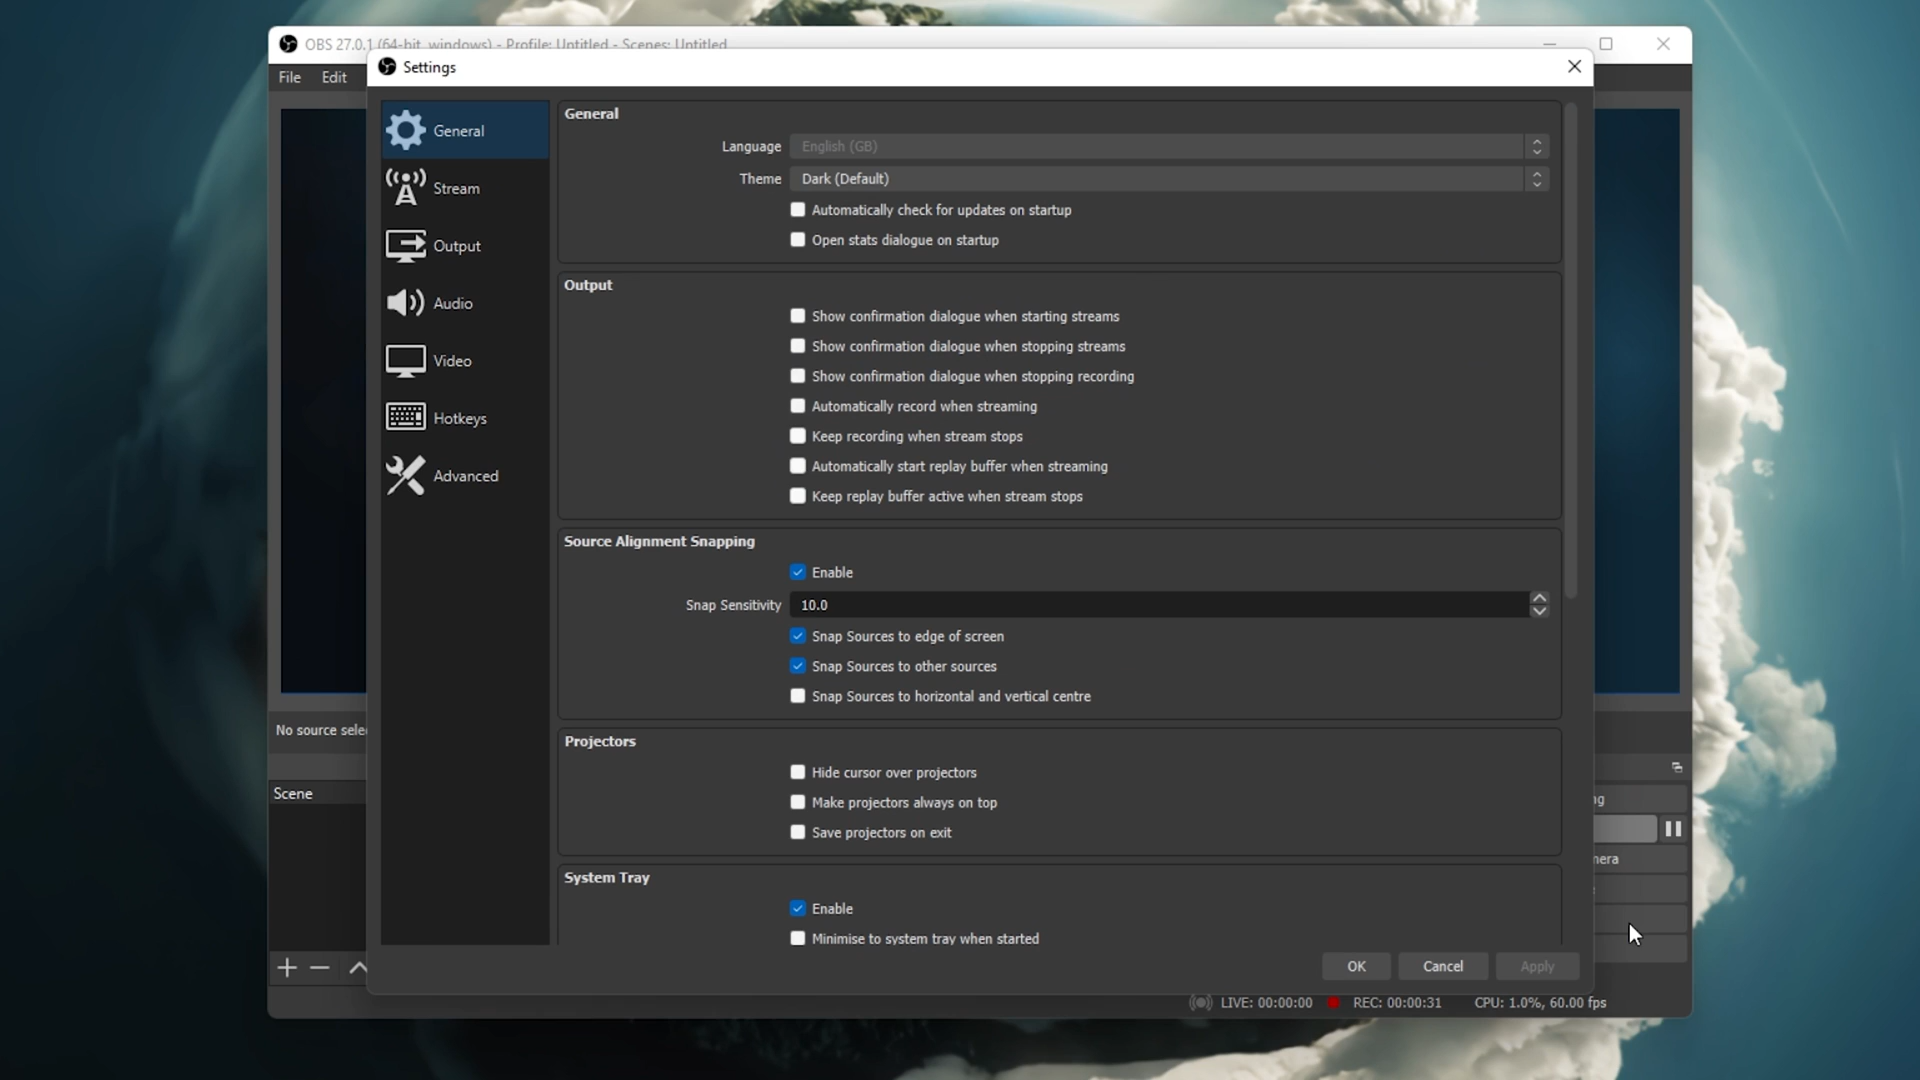 OBS 27.0.1 (64-bit, windows) - Profile: Untitled - Scenes: Untitled
File Edit
Settings
General
Stream
Output
Audio
Video
Hotkeys
Advanced
General
Language English (GB)
Theme Dark (Default)
Automatically check for updates on startup
Open stats dialogue on startup
Output
Show confirmation dialogue when starting streams
Show confirmation dialogue when stopping streams
Show confirmation dialogue when stopping recording
Automatically record when streaming
Keep recording when stream stops
Automatically start replay buffer when streaming
Keep replay buffer active when stream stops
Source Alignment Snapping
Enable
Snap Sensitivity 10.0
Snap Sources to edge of screen
Snap Sources to other sources
Snap Sources to horizontal and vertical centre
Projectors
Hide cursor over projectors
Make projectors always on top
Save projectors on exit
System Tray
Enable
Minimise to system tray when started
OK Cancel Apply
No source sele
Scene
ng
nera
LIVE: 00:00:00 REC: 00:00:31 CPU: 1.0%, 60.00 fps